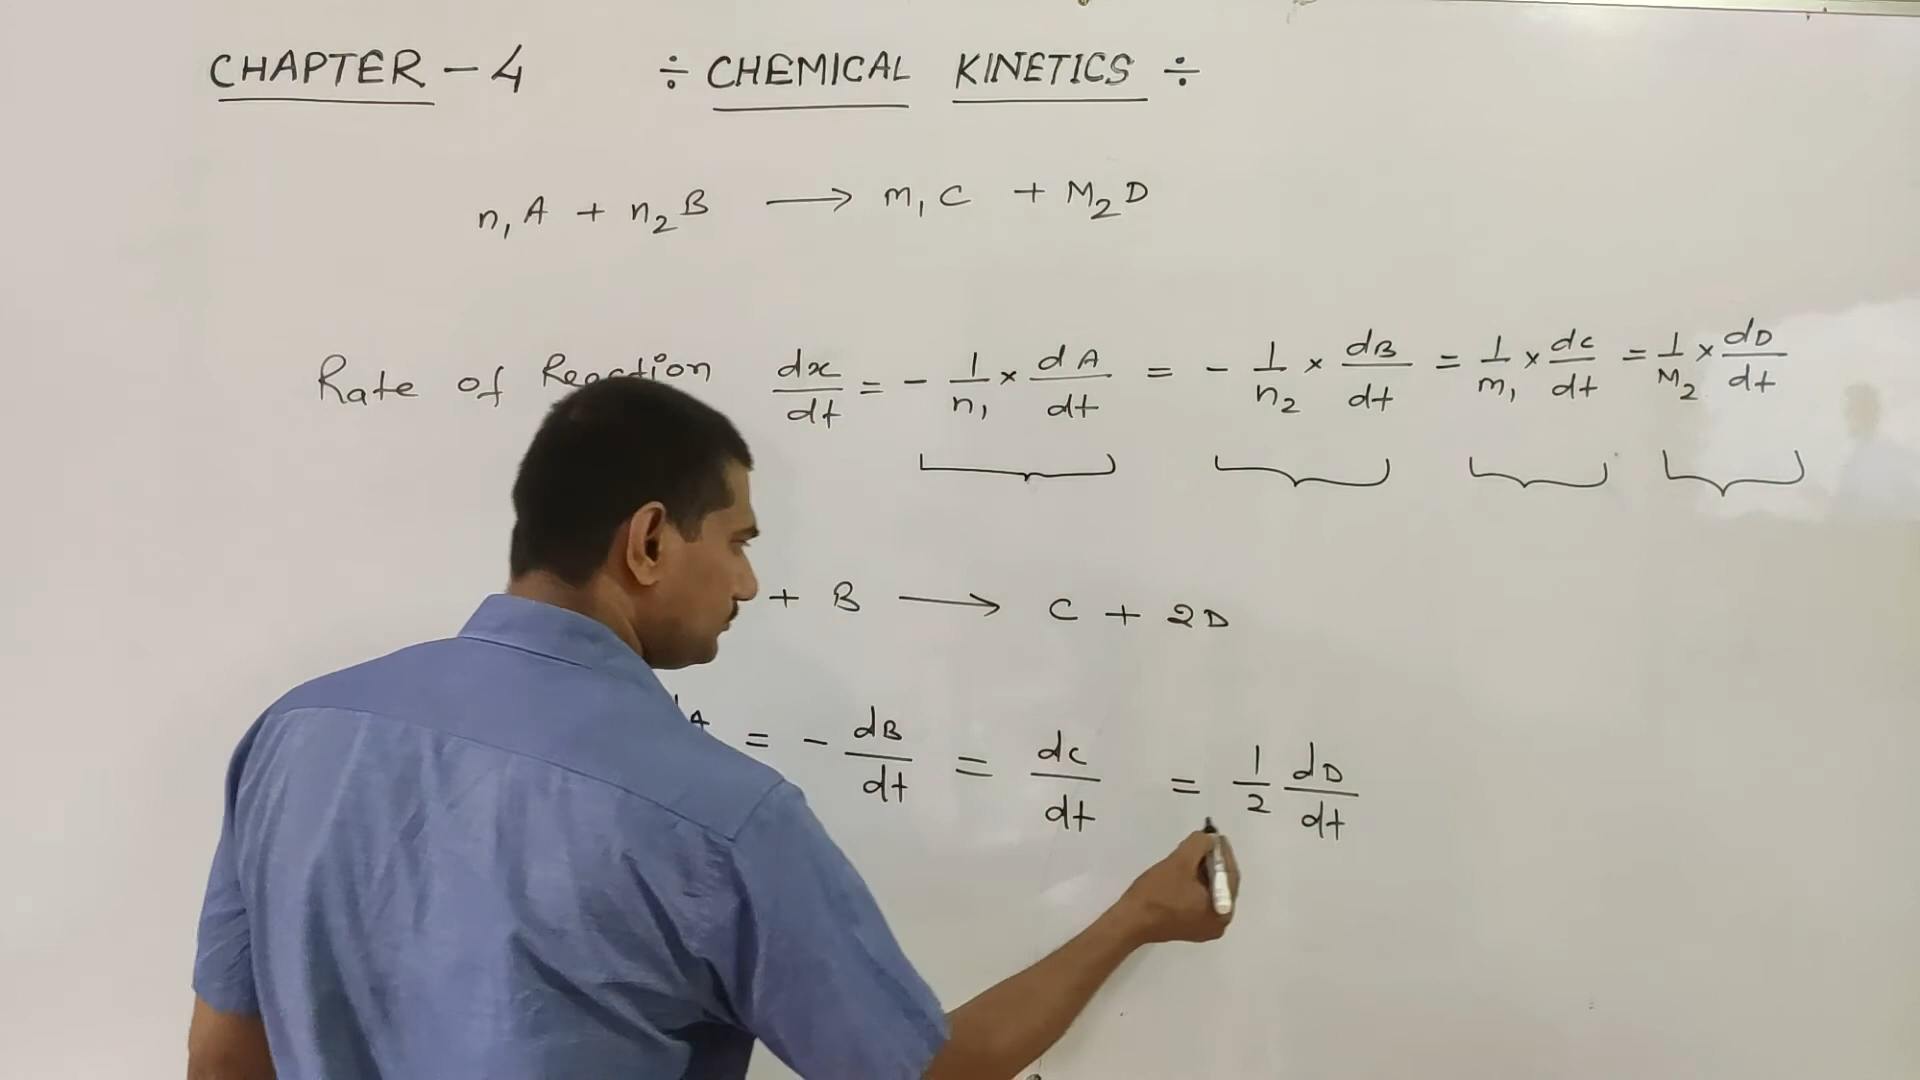 CHAPTER - 4 ÷ CHEMICAL KINETICS ÷
n₁A + n₂B ⟶ m₁C + M₂D
Rate of Reaction dx/dt = - 1/n₁ × dA/dt = - 1/n₂ × dB/dt = 1/m₁ × dc/dt = 1/M₂ × dD/dt
+ B ⟶ C + 2D
A = - dB/dt = dc/dt = 1/2 dD/dt